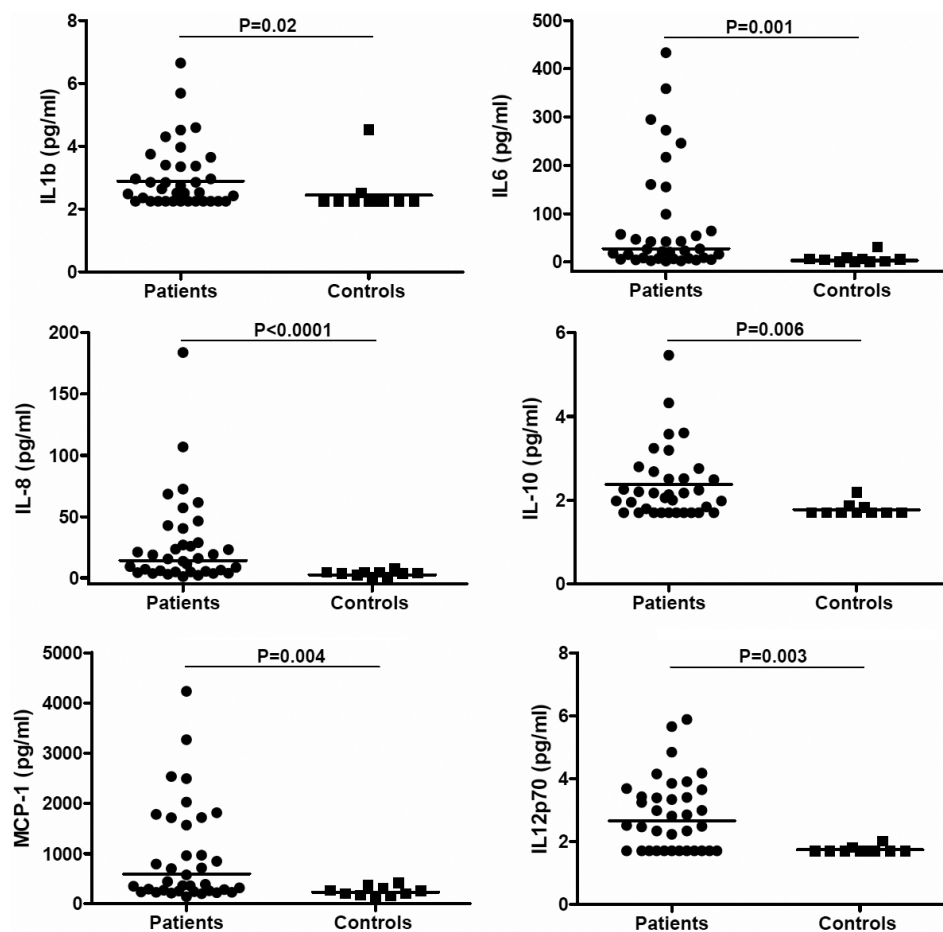 P=0.02
IL1b (pg/ml)
8
6
4
2
0
Patients
Controls
P=0.001
IL6 (pg/ml)
500
400
300
200
100
0
Patients
Controls
P<0.0001
IL-8 (pg/ml)
200
150
100
50
0
Patients
Controls
P=0.006
IL-10 (pg/ml)
6
4
2
0
Patients
Controls
P=0.004
MCP-1 (pg/ml)
5000
4000
3000
2000
1000
0
Patients
Controls
P=0.003
IL12p70 (pg/ml)
8
6
4
2
0
Patients
Controls